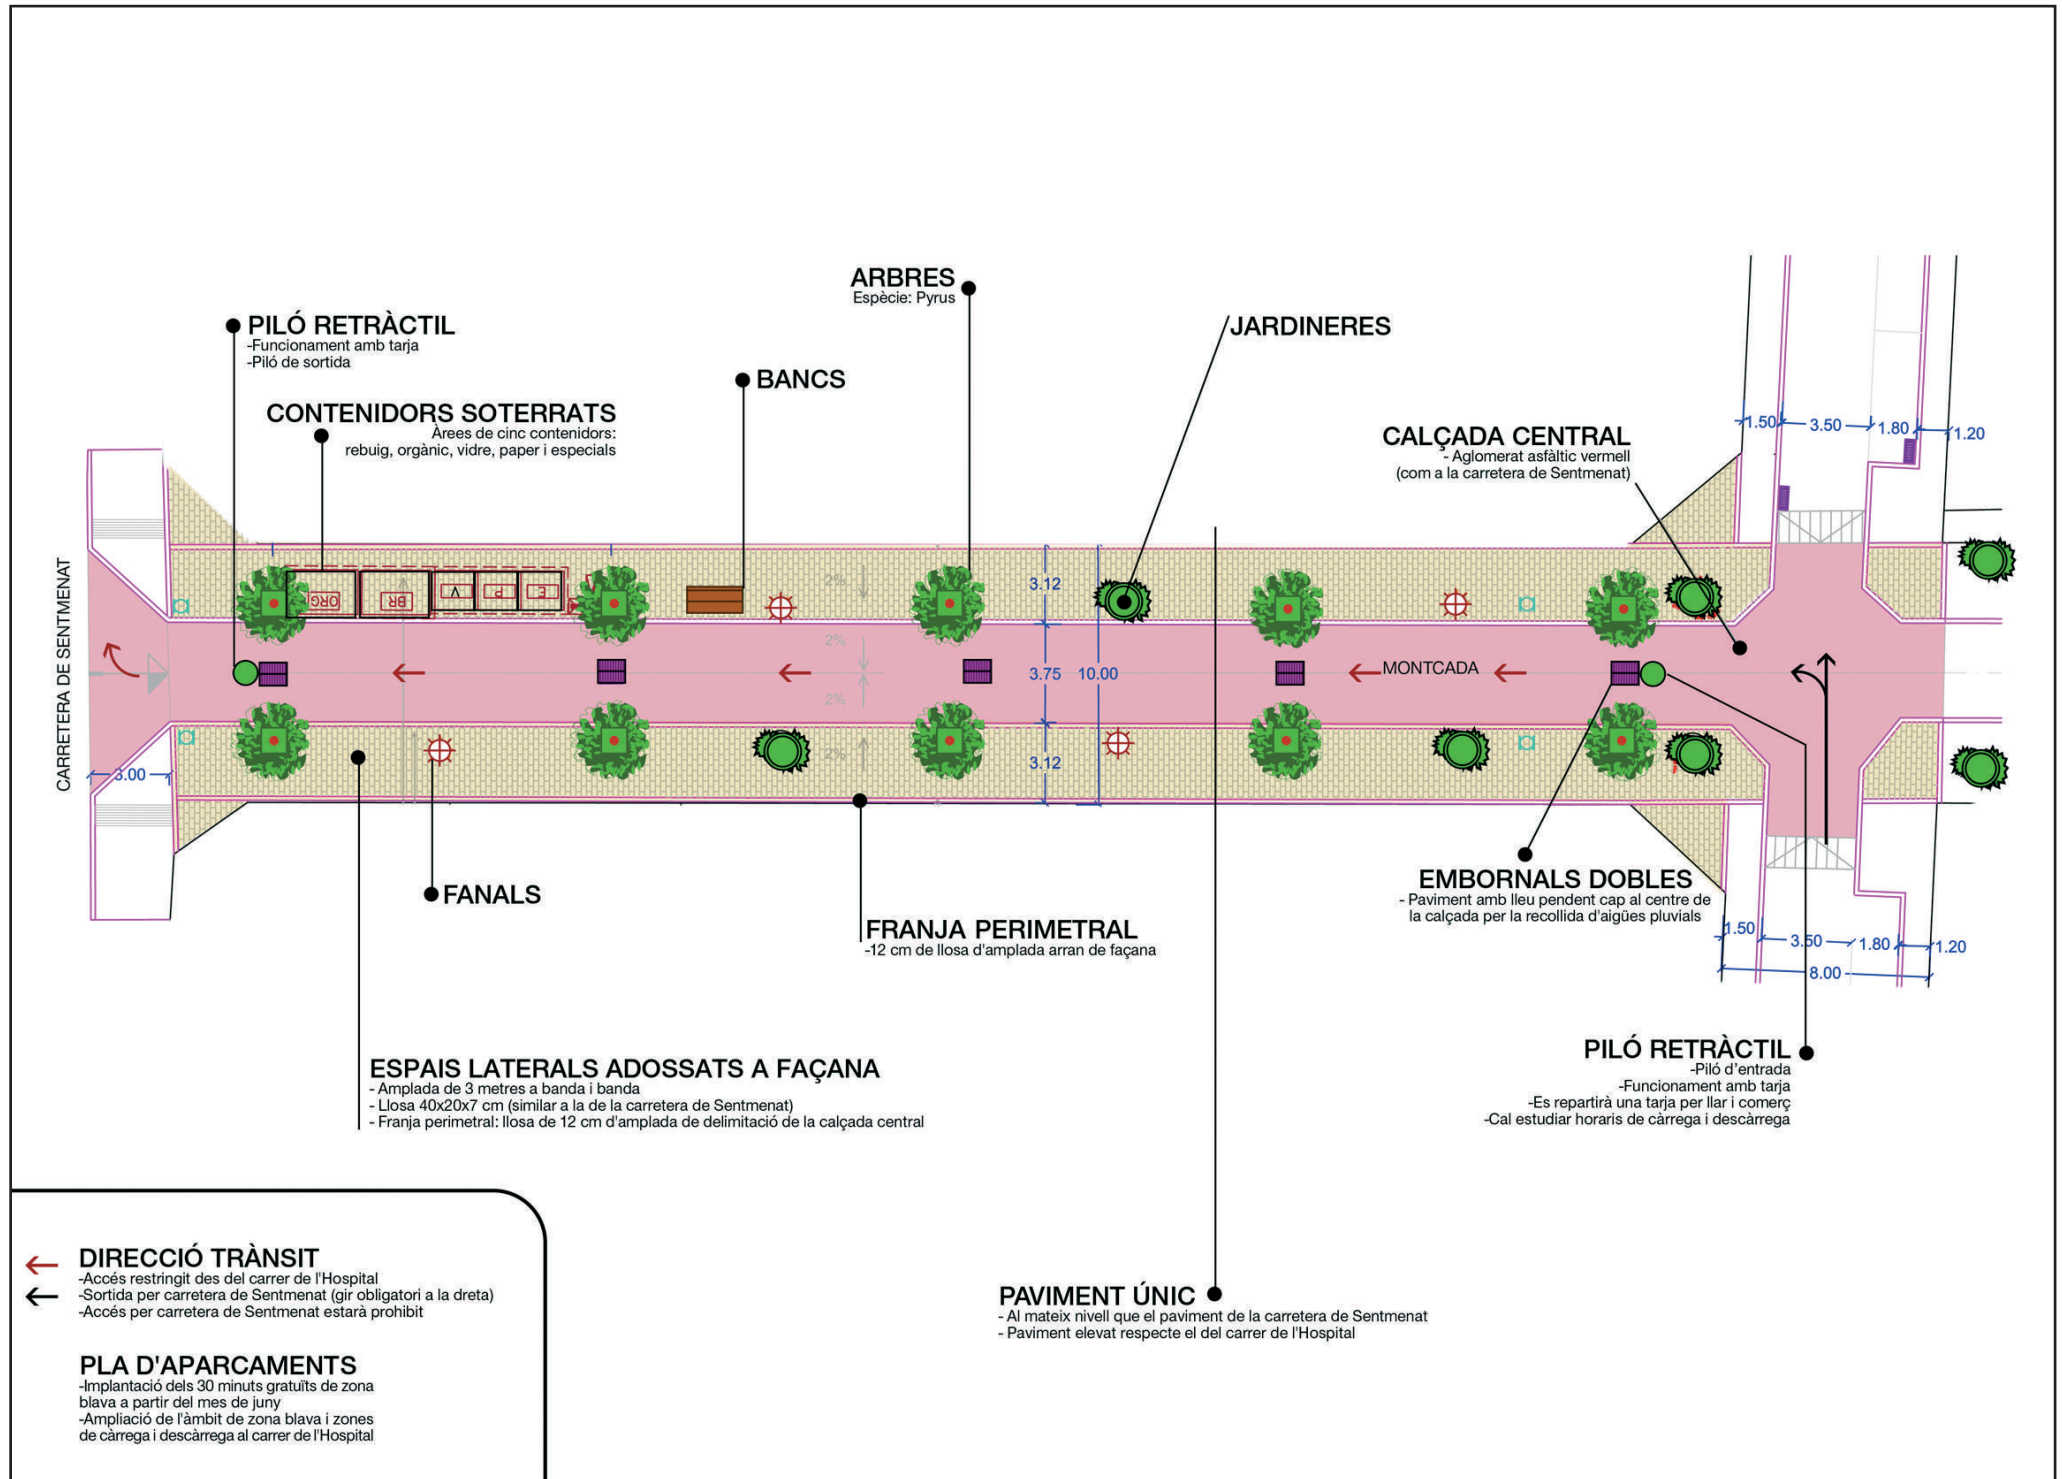 ARBRES
Espècie: Pyrus
PILÓ RETRÀCTIL
-Funcionament amb tarja
-Piló de sortida
JARDINERES
BANCS
CONTENIDORS SOTERRATS
Àrees de cinc contenidors:
rebuig, orgànic, vidre, paper i especials
CALÇADA CENTRAL
- Aglomerat asfàltic vermell
(com a la carretera de Sentmenat)
1.50
3.50
1.80
1.20
CARRETERA DE SENTMENAT
ORG
BR
V
P
E
2%
3.12
2%
3.75
10.00
MONTCADA
2%
2%
3.12
3.00
FANALS
EMBORNALS DOBLES
- Paviment amb lleu pendent cap al centre de
la calçada per la recollida d'aigües pluvials
FRANJA PERIMETRAL
-12 cm de llosa d'amplada arran de façana
1.50
3.50
1.80
1.20
8.00
PILÓ RETRÀCTIL
-Piló d'entrada
-Funcionament amb tarja
-Es repartirà una tarja per llar i comerç
-Cal estudiar horaris de càrrega i descàrrega
ESPAIS LATERALS ADOSSATS A FAÇANA
- Amplada de 3 metres a banda i banda
- Llosa 40x20x7 cm (similar a la de la carretera de Sentmenat)
- Franja perimetral: llosa de 12 cm d'amplada de delimitació de la calçada central
DIRECCIÓ TRÀNSIT
-Accés restringit des del carrer de l'Hospital
-Sortida per carretera de Sentmenat (gir obligatori a la dreta)
-Accés per carretera de Sentmenat estarà prohibit
PAVIMENT ÚNIC
- Al mateix nivell que el paviment de la carretera de Sentmenat
- Paviment elevat respecte el del carrer de l'Hospital
PLA D'APARCAMENTS
-Implantació dels 30 minuts gratuïts de zona
blava a partir del mes de juny
-Ampliació de l'àmbit de zona blava i zones
de càrrega i descàrrega al carrer de l'Hospital